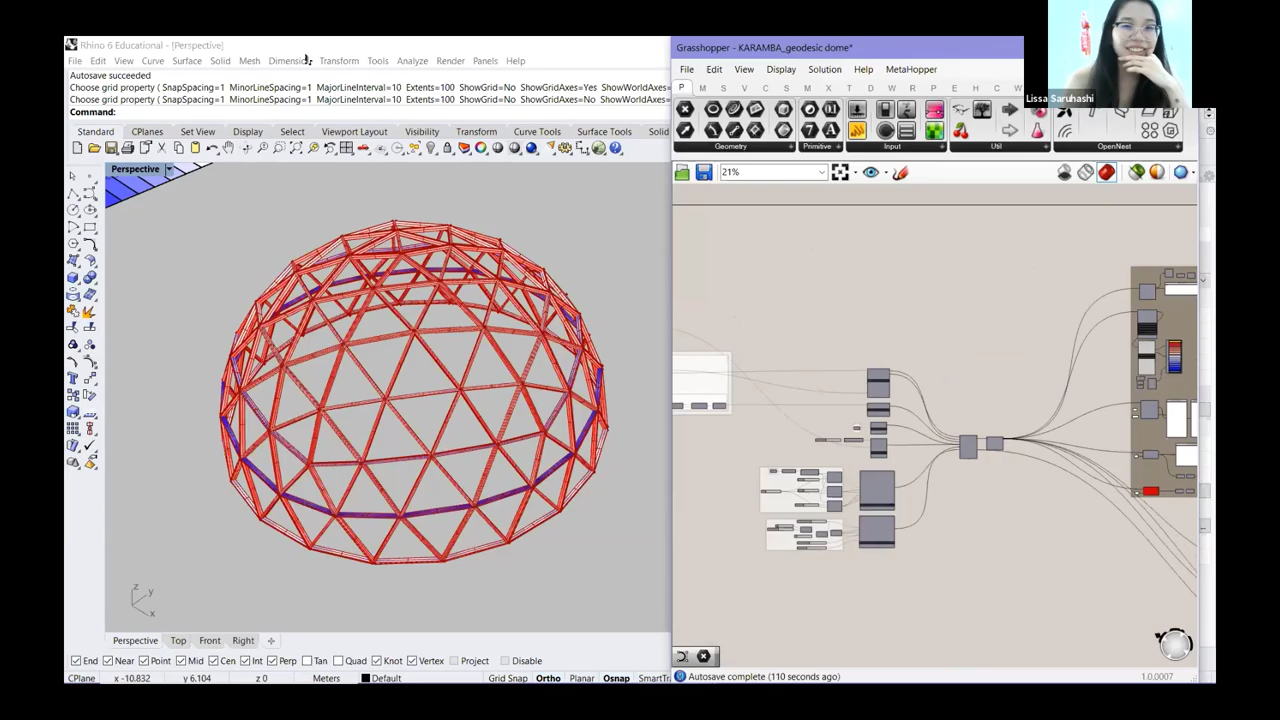 Rhino 6 Educational - [Perspective]
File Edit View Curve Surface Solid Mesh Dimension Transform Tools Analyze Render Panels Help
Autosave succeeded
Choose grid property ( SnapSpacing=1 MinorLineSpacing=1 MajorLineInterval=10 Extents=100 ShowGrid=No ShowGridAxes=Yes ShowWorldAxes=
Choose grid property ( SnapSpacing=1 MinorLineSpacing=1 MajorLineInterval=10 Extents=100 ShowGrid=No ShowGridAxes=No ShowWorldAxes=
Command:
Standard CPlanes Set View Display Select Viewport Layout Visibility Transform Curve Tools Surface Tools Solid
Perspective
z y
x
Perspective Top Front Right
End Near Point Mid Cen Int Perp Tan Quad Knot Vertex Project Disable
CPlane x -10.832 y 6.104 z 0 Meters Default Grid Snap Ortho Planar Osnap SmartTr
Grasshopper - KARAMBA_geodesic dome*
File Edit View Display Solution Help MetaHopper
P M S V C S M
Geometry Primitive Input Util OpenNest
21%
Autosave complete (110 seconds ago)
1.0.0007
Lissa Saruhashi